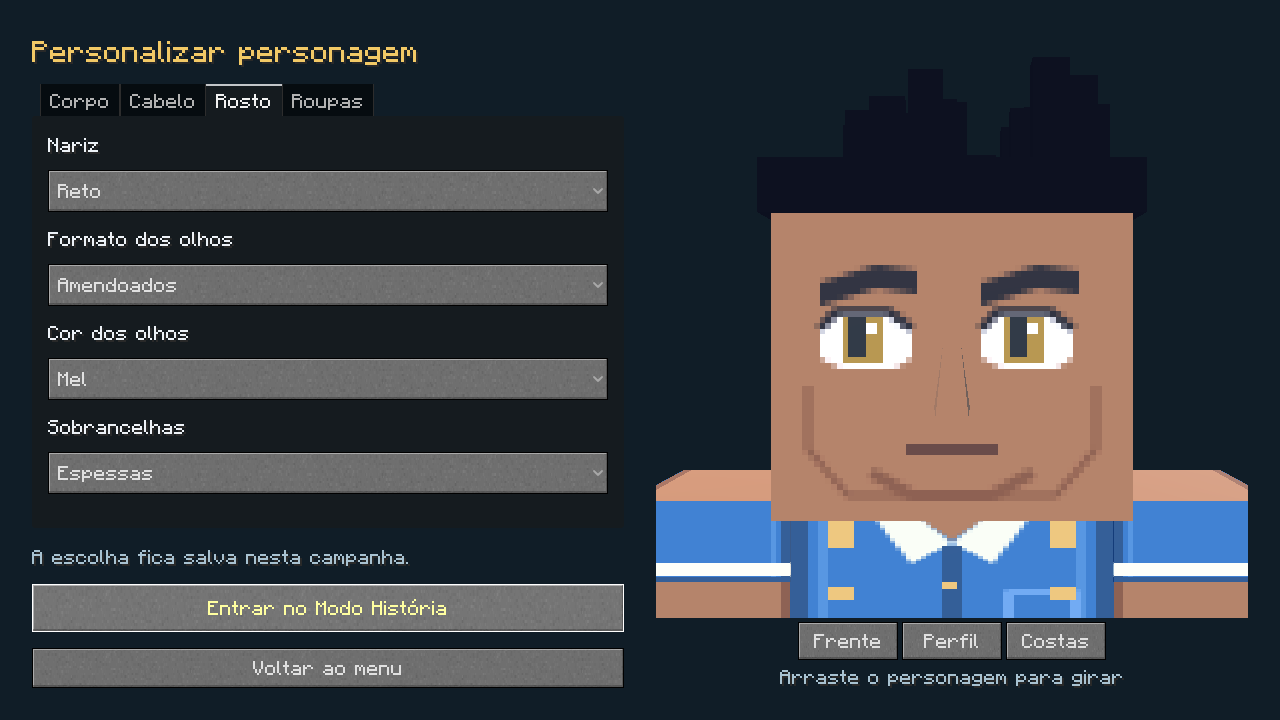 Personalizar personagem
Corpo Cabelo Rosto Roupas
Nariz
Reto
Formato dos olhos
Amendoados
Cor dos olhos
Mel
Sobrancelhas
Espessas
A escolha fica salva nesta campanha.
Entrar no Modo História
Voltar ao menu
Frente Perfil Costas
Arraste o personagem para girar